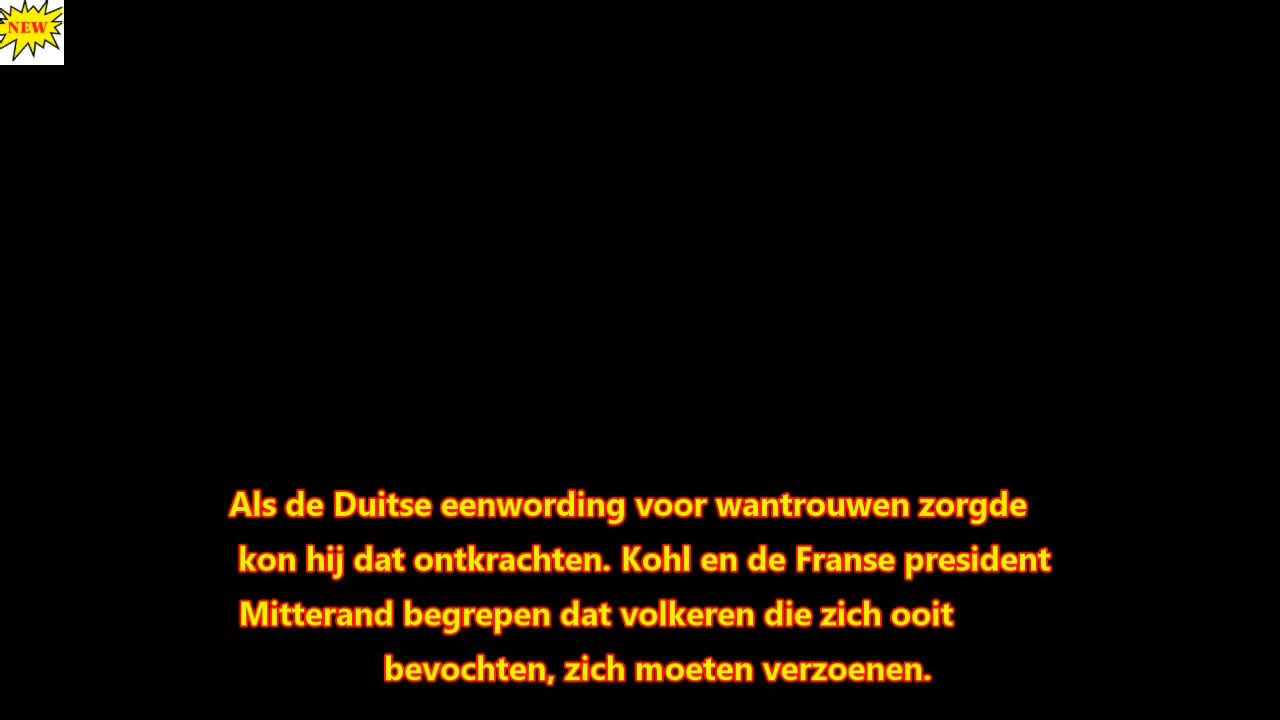 NEW
Als de Duitse eenwording voor wantrouwen zorgde
kon hij dat ontkrachten. Kohl en de Franse president
Mitterand begrepen dat volkeren die zich ooit
bevochten, zich moeten verzoenen.